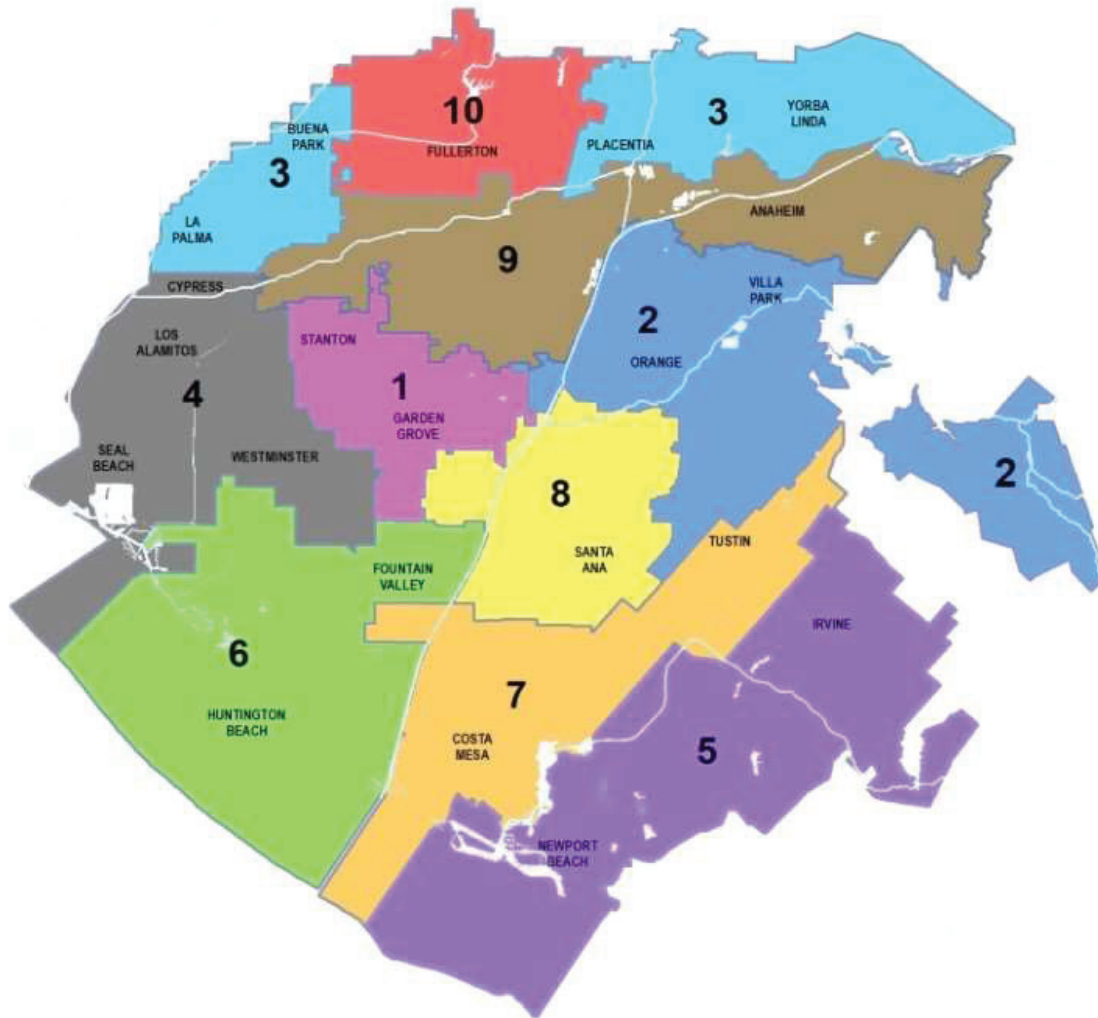 10
FULLERTON
3
YORBA
LINDA
PLACENTIA
BUENA
PARK
3
LA
PALMA
ANAHEIM
9
CYPRESS
VILLA
PARK
2
ORANGE
LOS
ALAMITOS
STANTON
4
1
GARDEN
GROVE
SEAL
BEACH
WESTMINSTER
2
8
SANTA
ANA
TUSTIN
FOUNTAIN
VALLEY
IRVINE
6
HUNTINGTON
BEACH
7
COSTA
MESA
5
NEWPORT
BEACH